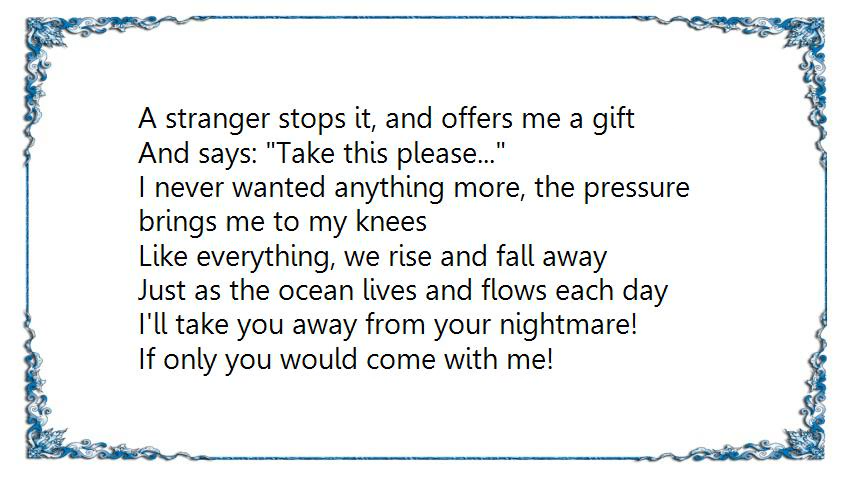 A stranger stops it, and offers me a gift
And says: "Take this please..."
I never wanted anything more, the pressure
brings me to my knees
Like everything, we rise and fall away
Just as the ocean lives and flows each day
I'll take you away from your nightmare!
If only you would come with me!